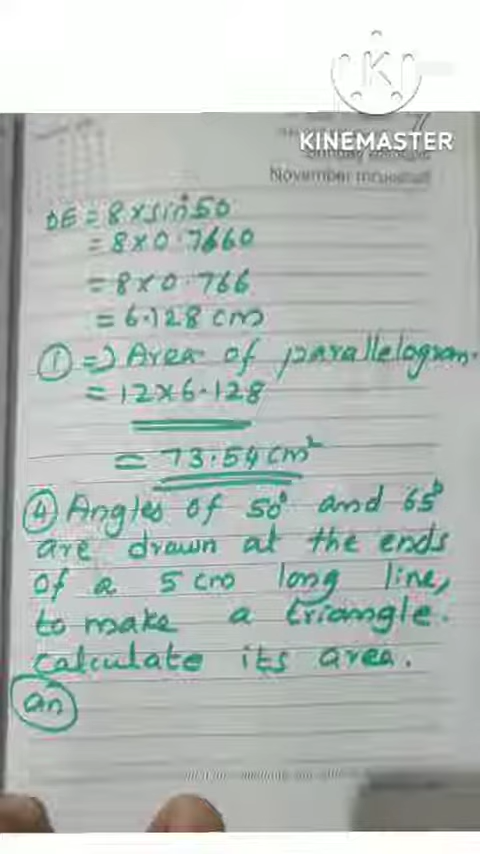 KINEMASTER
November
DE = 8 × sin 50
= 8 × 0.7660
= 8 × 0.766
= 6.128 cm
① ⇒ Area of parallelogram.
= 12 × 6.128
= 73.54 cm²
④ Angles of 50° and 65°
are drawn at the ends
of a 5 cm long line,
to make a triangle.
calculate its area.
an